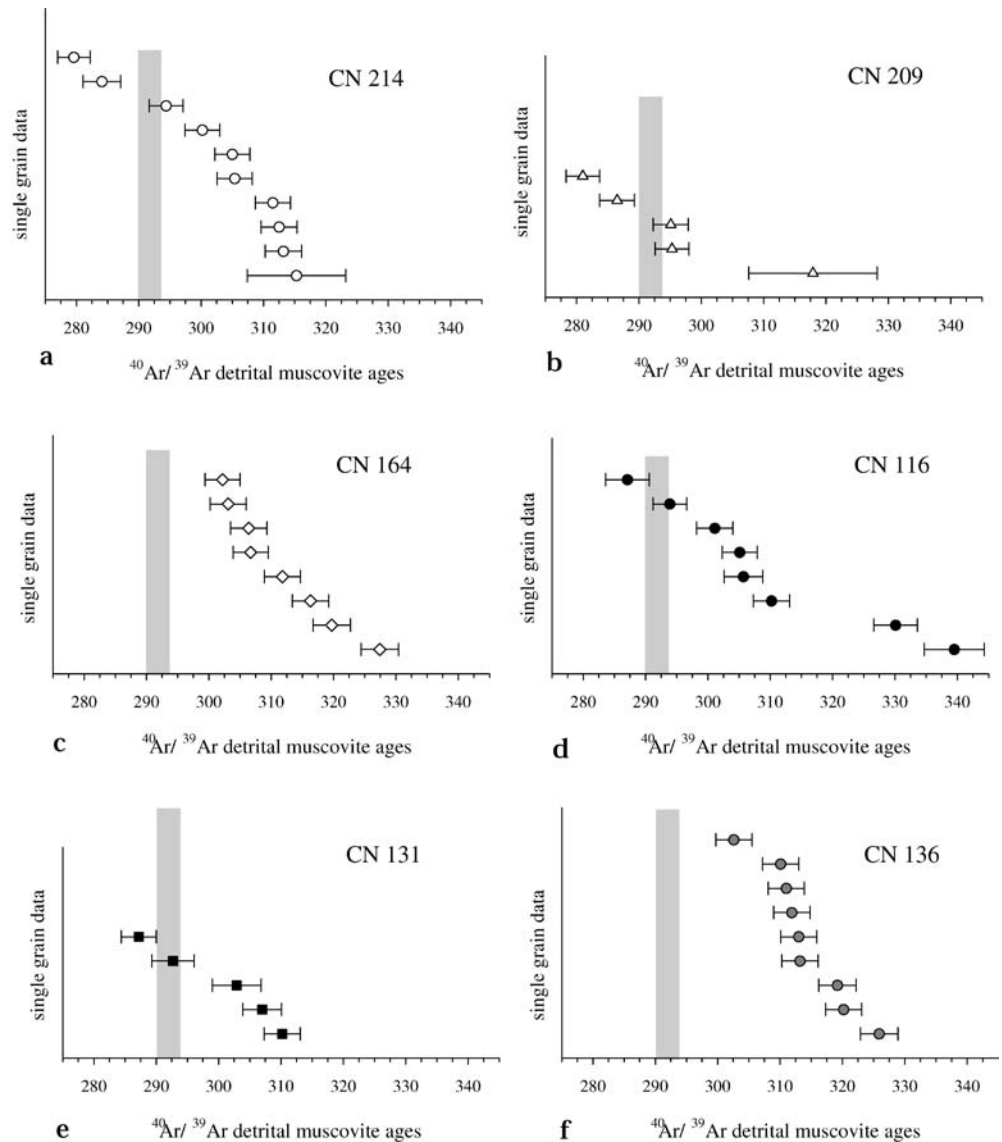 CN 214
single grain data
280 290 300 310 320 330 340
a
40Ar/ 39Ar detrital muscovite ages
CN 209
single grain data
280 290 300 310 320 330 340
b
40Ar/ 39Ar detrital muscovite ages
CN 164
single grain data
280 290 300 310 320 330 340
c
40Ar/ 39Ar detrital muscovite ages
CN 116
single grain data
280 290 300 310 320 330 340
d
40Ar/ 39Ar detrital muscovite ages
CN 131
single grain data
280 290 300 310 320 330 340
e
40Ar/ 39Ar detrital muscovite ages
CN 136
single grain data
280 290 300 310 320 330 340
f
40Ar/ 39Ar detrital muscovite ages